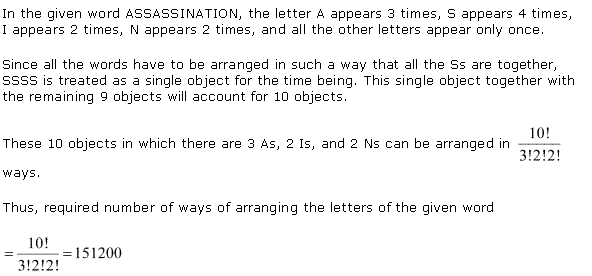 In the given word ASSASSINATION, the letter A appears 3 times, S appears 4 times,
I appears 2 times, N appears 2 times, and all the other letters appear only once.
Since all the words have to be arranged in such a way that all the Ss are together,
SSSS is treated as a single object for the time being. This single object together with
the remaining 9 objects will account for 10 objects.
These 10 objects in which there are 3 As, 2 Is, and 2 Ns can be arranged in 10!/3!2!2!
ways.
Thus, required number of ways of arranging the letters of the given word
= 10!/3!2!2! = 151200